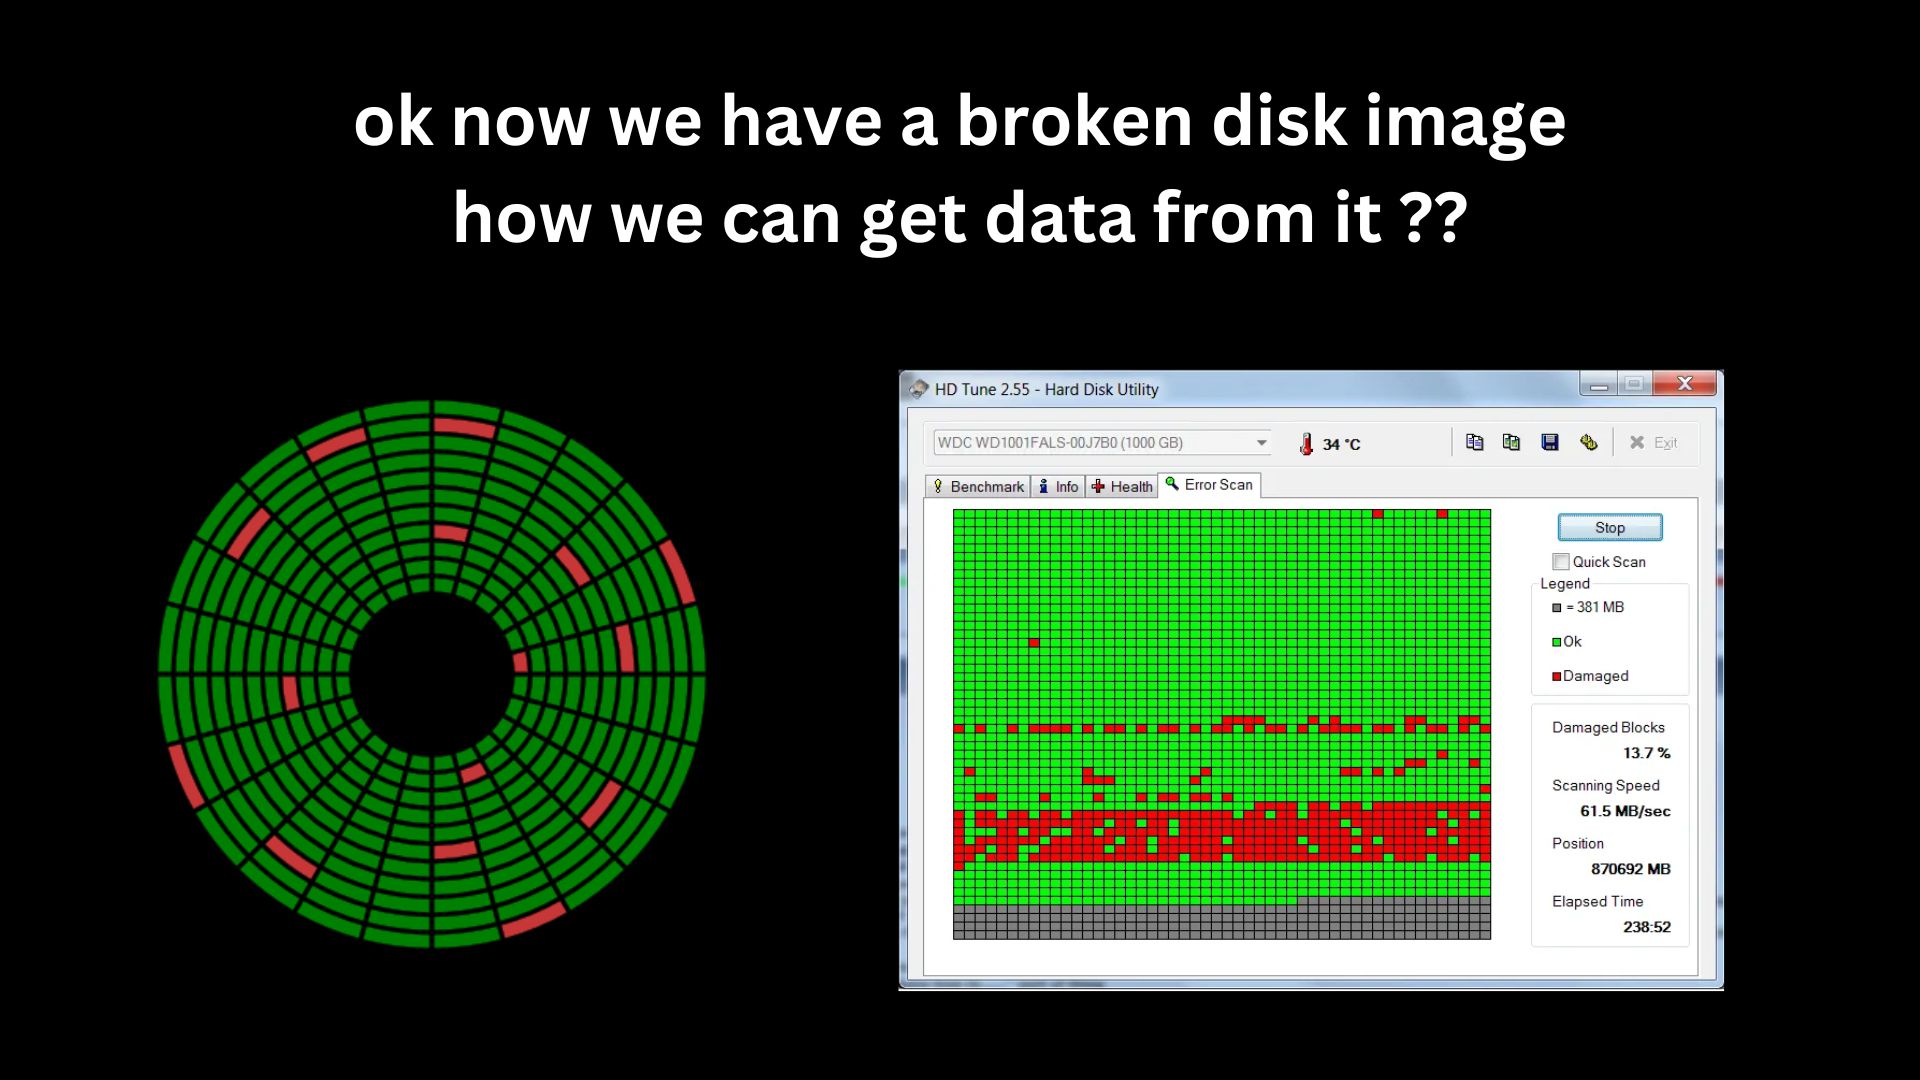 ok now we have a broken disk image
how we can get data from it ??
HD Tune 2.55 - Hard Disk Utility
WDC WD1001FALS-00J7B0 (1000 GB)
34 °C
Exit
Benchmark
Info
Health
Error Scan
Stop
Quick Scan
Legend
= 381 MB
Ok
Damaged
Damaged Blocks
13.7 %
Scanning Speed
61.5 MB/sec
Position
870692 MB
Elapsed Time
238:52